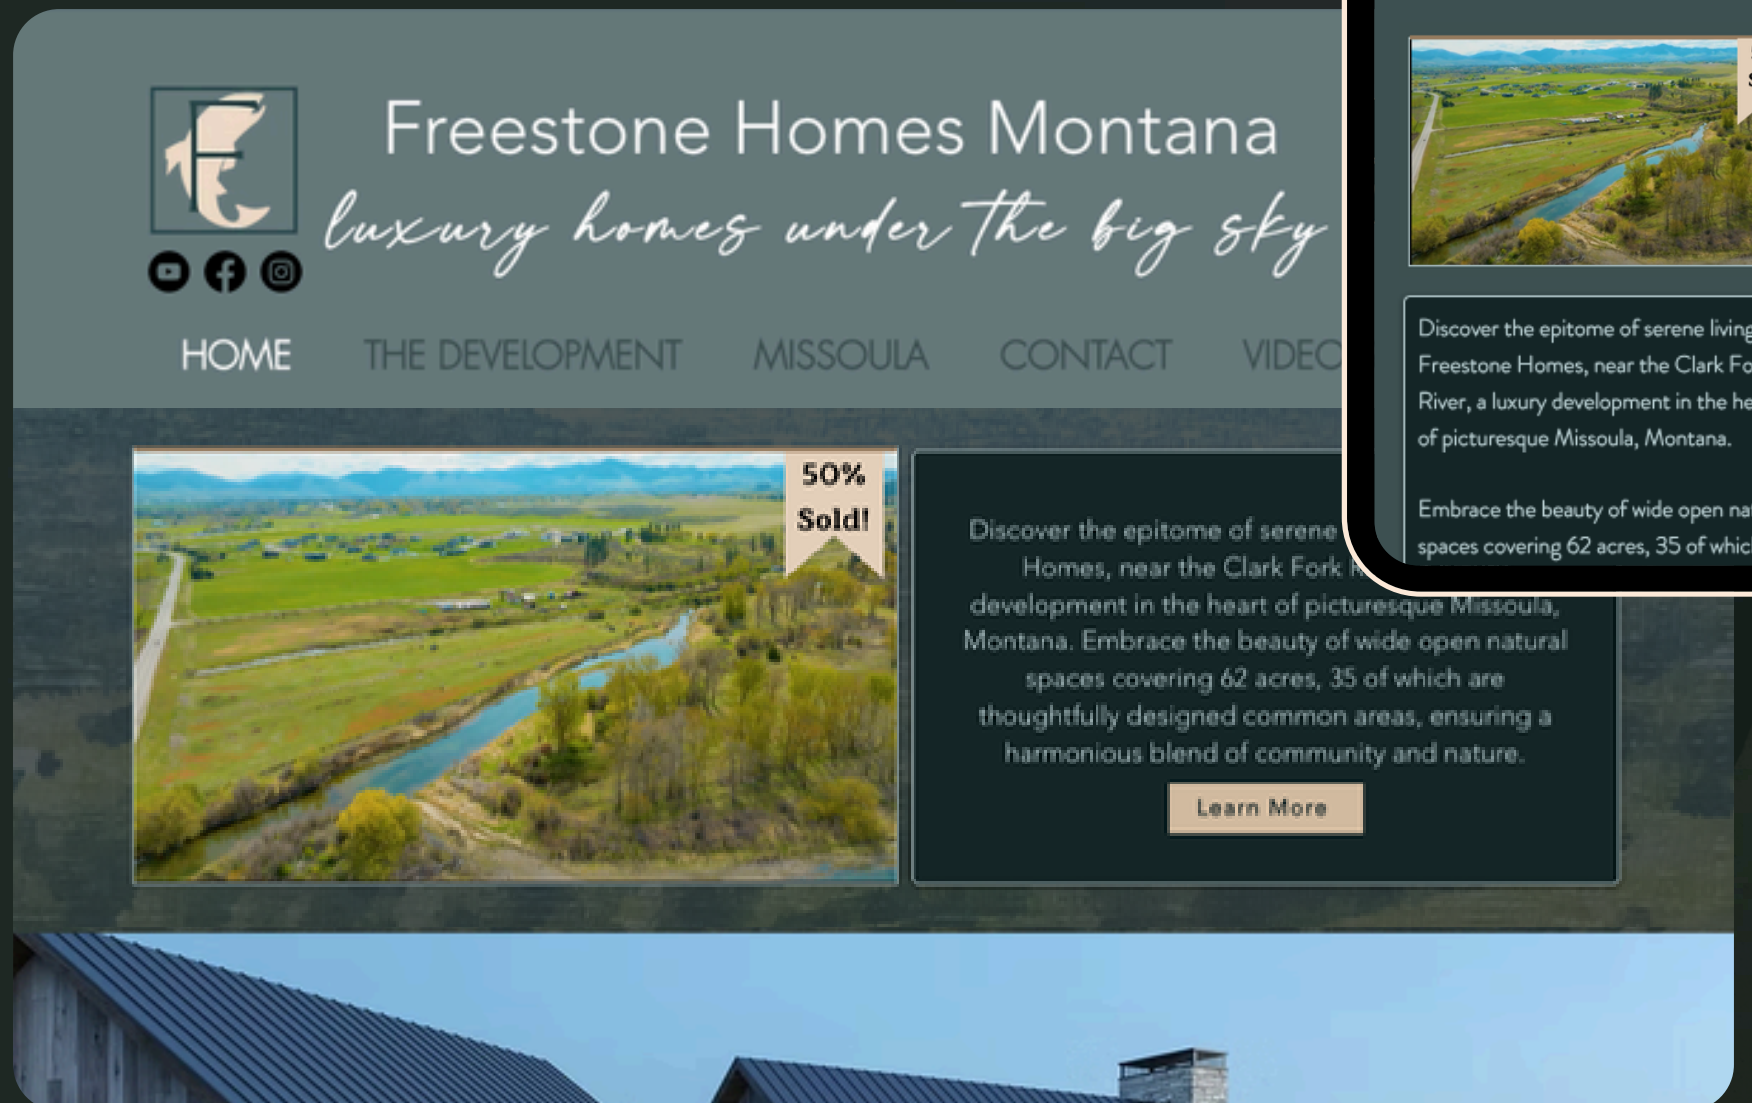 F
Freestone Homes Montana
luxury homes under the big sky
HOME THE DEVELOPMENT MISSOULA CONTACT VIDEO
50%
Sold!
Discover the epitome of serene
Homes, near the Clark Fork
development in the heart of picturesque Missoula,
Montana. Embrace the beauty of wide open natural
spaces covering 62 acres, 35 of which are
thoughtfully designed common areas, ensuring a
harmonious blend of community and nature.
Learn More
Discover the epitome of serene living
Freestone Homes, near the Clark Fo
River, a luxury development in the he
of picturesque Missoula, Montana.
Embrace the beauty of wide open nat
spaces covering 62 acres, 35 of which